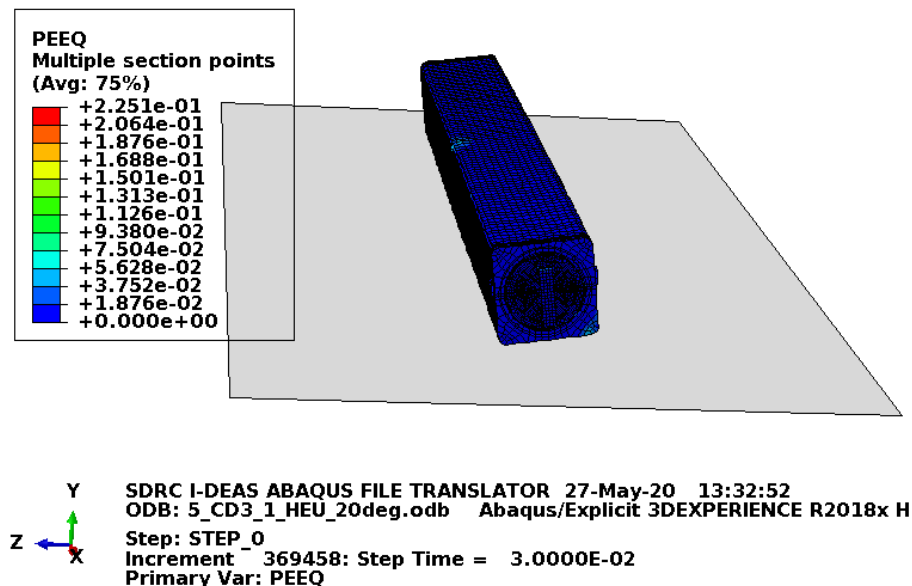 PEEQ
Multiple section points
(Avg: 75%)
+2.251e-01
+2.064e-01
+1.876e-01
+1.688e-01
+1.501e-01
+1.313e-01
+1.126e-01
+9.380e-02
+7.504e-02
+5.628e-02
+3.752e-02
+1.876e-02
+0.000e+00
Y
Z
X
SDRC I-DEAS ABAQUS FILE TRANSLATOR 27-May-20 13:32:52
ODB: 5_CD3_1_HEU_20deg.odb Abaqus/Explicit 3DEXPERIENCE R2018x H
Step: STEP_0
Increment 369458: Step Time = 3.0000E-02
Primary Var: PEEQ